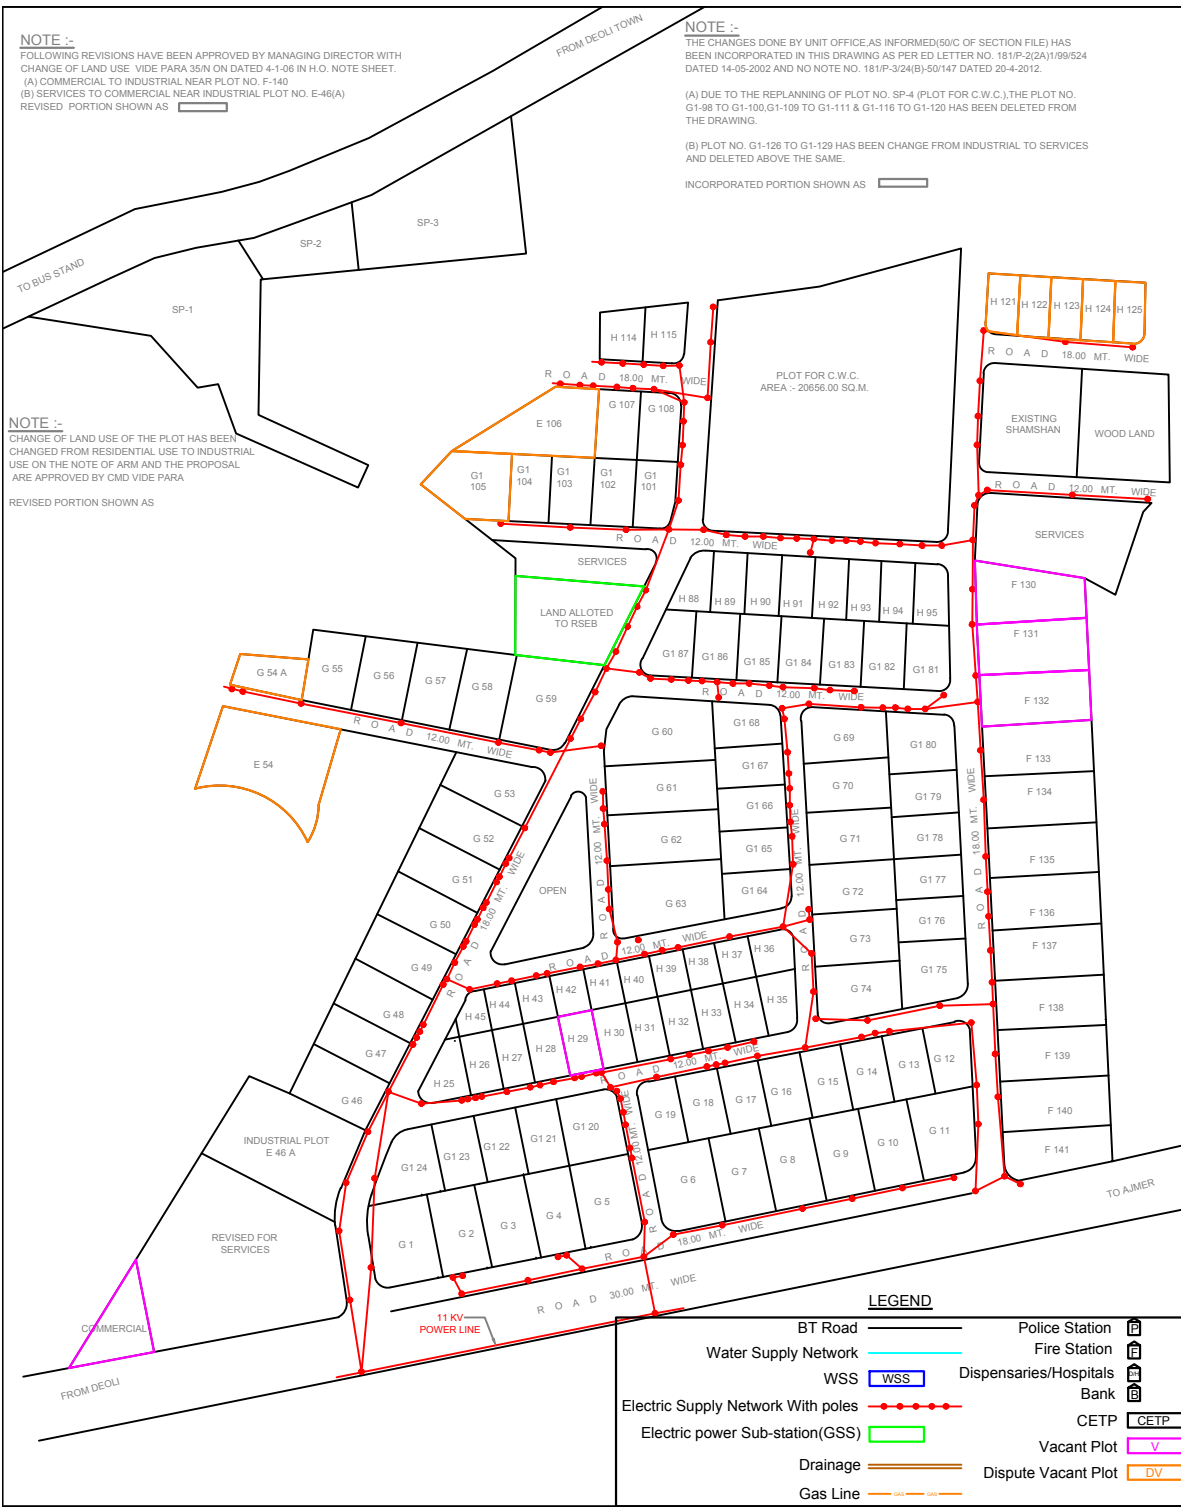 NOTE :-
FOLLOWING REVISIONS HAVE BEEN APPROVED BY MANAGING DIRECTOR WITH
CHANGE OF LAND USE VIDE PARA 35/N ON DATED 4-1-06 IN H.O. NOTE SHEET.
(A) COMMERCIAL TO INDUSTRIAL NEAR PLOT NO. F-140
(B) SERVICES TO COMMERCIAL NEAR INDUSTRIAL PLOT NO. E-46(A)
REVISED PORTION SHOWN AS
NOTE :-
THE CHANGES DONE BY UNIT OFFICE,AS INFORMED(50/C OF SECTION FILE) HAS
BEEN INCORPORATED IN THIS DRAWING AS PER ED LETTER NO. 181/P-2(2A)1/99/524
DATED 14-05-2002 AND NO NOTE NO. 181/P-3/24(B)-50/147 DATED 20-4-2012.
(A) DUE TO THE REPLANNING OF PLOT NO. SP-4 (PLOT FOR C.W.C.),THE PLOT NO.
G1-98 TO G1-100,G1-109 TO G1-111 & G1-116 TO G1-120 HAS BEEN DELETED FROM
THE DRAWING.
(B) PLOT NO. G1-126 TO G1-129 HAS BEEN CHANGE FROM INDUSTRIAL TO SERVICES
AND DELETED ABOVE THE SAME.
INCORPORATED PORTION SHOWN AS
FROM DEOLI TOWN
TO BUS STAND
SP-3
SP-2
SP-1
NOTE :-
CHANGE OF LAND USE OF THE PLOT HAS BEEN
CHANGED FROM RESIDENTIAL USE TO INDUSTRIAL
USE ON THE NOTE OF ARM AND THE PROPOSAL
ARE APPROVED BY CMD VIDE PARA
REVISED PORTION SHOWN AS
H 121
H 122
H 123
H 124
H 125
ROAD 18.00 MT. WIDE
H 114
H 115
ROAD 18.00 MT. WIDE
PLOT FOR C.W.C.
AREA :- 20656.00 SQ.M.
EXISTING
SHAMSHAN
WOOD LAND
ROAD 12.00 MT. WIDE
E 106
G 107
G 108
G1
105
G1
104
G1
103
G1
102
G1
101
ROAD 12.00 MT. WIDE
SERVICES
SERVICES
LAND ALLOTED
TO RSEB
H 88
H 89
H 90
H 91
H 92
H 93
H 94
H 95
G1 87
G1 86
G1 85
G1 84
G1 83
G1 82
G1 81
ROAD 12.00 MT. WIDE
F 130
F 131
F 132
F 133
F 134
F 135
F 136
F 137
F 138
F 139
F 140
F 141
G 54 A
G 55
G 56
G 57
G 58
G 59
ROAD 12.00 MT. WIDE
E 54
G 60
G 61
G 62
G 63
G1 68
G1 67
G1 66
G1 65
G1 64
G 69
G 70
G 71
G 72
G 73
G 74
G1 80
G1 79
G1 78
G1 77
G1 76
G1 75
ROAD 12.00 MT. WIDE
ROAD 12.00 MT. WIDE
ROAD 18.00 MT. WIDE
G 53
G 52
G 51
G 50
G 49
G 48
G 47
G 46
ROAD 18.00 MT. WIDE
OPEN
ROAD 12.00 MT. WIDE
H 45
H 44
H 43
H 42
H 41
H 40
H 39
H 38
H 37
H 36
H 25
H 26
H 27
H 28
H 29
H 30
H 31
H 32
H 33
H 34
H 35
ROAD 12.00 MT. WIDE
INDUSTRIAL PLOT
E 46 A
REVISED FOR
SERVICES
COMMERCIAL
G1 24
G1 23
G1 22
G1 21
G1 20
G 1
G 2
G 3
G 4
G 5
ROAD 12.00 MT. WIDE
G 19
G 18
G 17
G 16
G 15
G 14
G 13
G 12
G 6
G 7
G 8
G 9
G 10
G 11
ROAD 18.00 MT. WIDE
ROAD 30.00 MT. WIDE
TO AJMER
FROM DEOLI
11 KV
POWER LINE
LEGEND
BT Road
Water Supply Network
WSS WSS
Electric Supply Network With poles
Electric power Sub-station(GSS)
Drainage
Gas Line GAS GAS
Police Station P
Fire Station F
Dispensaries/Hospitals
Bank B
CETP CETP
Vacant Plot V
Dispute Vacant Plot DV